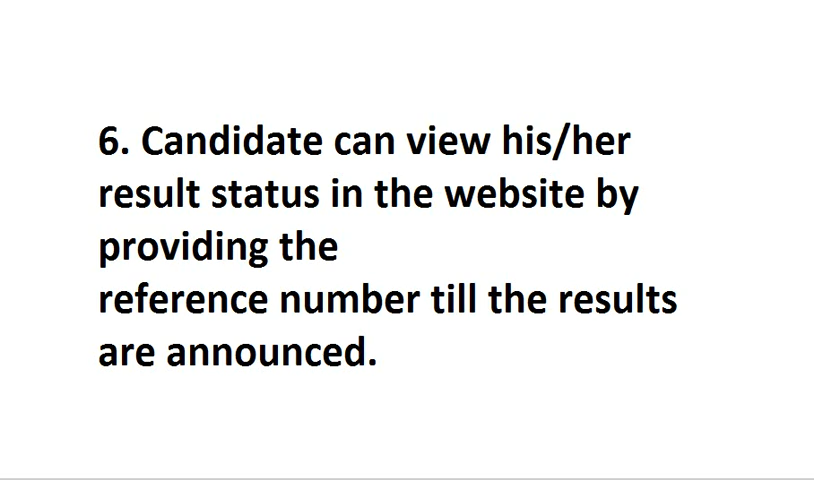 6. Candidate can view his/her
result status in the website by
providing the
reference number till the results
are announced.